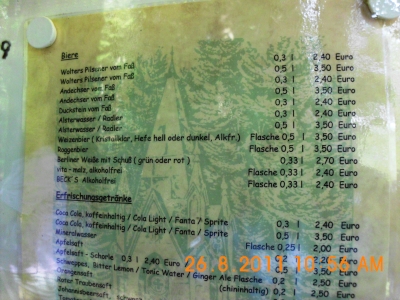 9
Biere
Wolters Pilsener vom Faß 0,3 l 2,40 Euro
Wolters Pilsener vom Faß 0,5 l 3,50 Euro
Andechser vom Faß 0,3 l 2,40 Euro
Andechser vom Faß 0,5 l 3,50 Euro
Duckstein vom Faß 0,3 l 2,40 Euro
Alsterwasser / Radler 0,3 l 2,40 Euro
Alsterwasser / Radler 0,5 l 3,50 Euro
Weizenbier ( Kristallklar, Hefe hell oder dunkel, Alkfr.) Flasche 0,5 l 3,50 Euro
Roggenbier Flasche 0,5 l 3,50 Euro
Berliner Weiße mit Schuß ( grün oder rot ) 0,33 l 2,70 Euro
vita - malz, alkoholfrei Flasche 0,33 l 2,40 Euro
BECK´S Alkoholfrei Flasche 0,33 l 2,40 Euro
Erfrischungsgetränke
Coca Cola, koffeinhaltig / Cola Light / Fanta / Sprite 0,3 l 2,40 Euro
Coca Cola, koffeinhaltig / Cola Light / Fanta / Sprite 0,5 l 3,50 Euro
Mineralwasser Flasche 0,25 l 2,00 Euro
Apfelsaft 0,2 l Euro
Apfelsaft - Schorle 0,3 l 2,40 Euro
Schweppes, Bitter Lemon / Tonic Water / Ginger Ale Flasche 0,2 Euro
Orangensaft (chininhaltig) 0,2 l Euro
Roter Traubensaft
Johannisbeersaft, schwarz
26.8.2011 10:56 AM